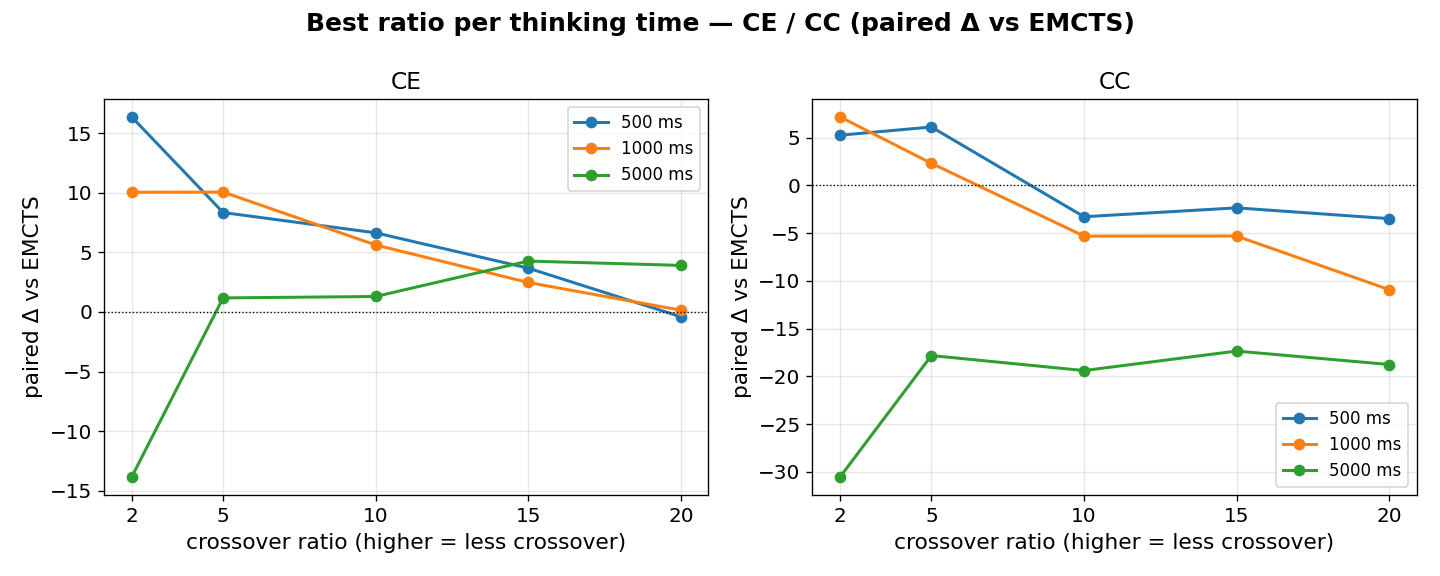 Best ratio per thinking time — CE / CC (paired Δ vs EMCTS)
CE
15
10
5
0
−5
−10
−15
paired Δ vs EMCTS
500 ms
1000 ms
5000 ms
2 5 10 15 20
crossover ratio (higher = less crossover)
CC
5
0
−5
−10
−15
−20
−25
−30
paired Δ vs EMCTS
500 ms
1000 ms
5000 ms
2 5 10 15 20
crossover ratio (higher = less crossover)